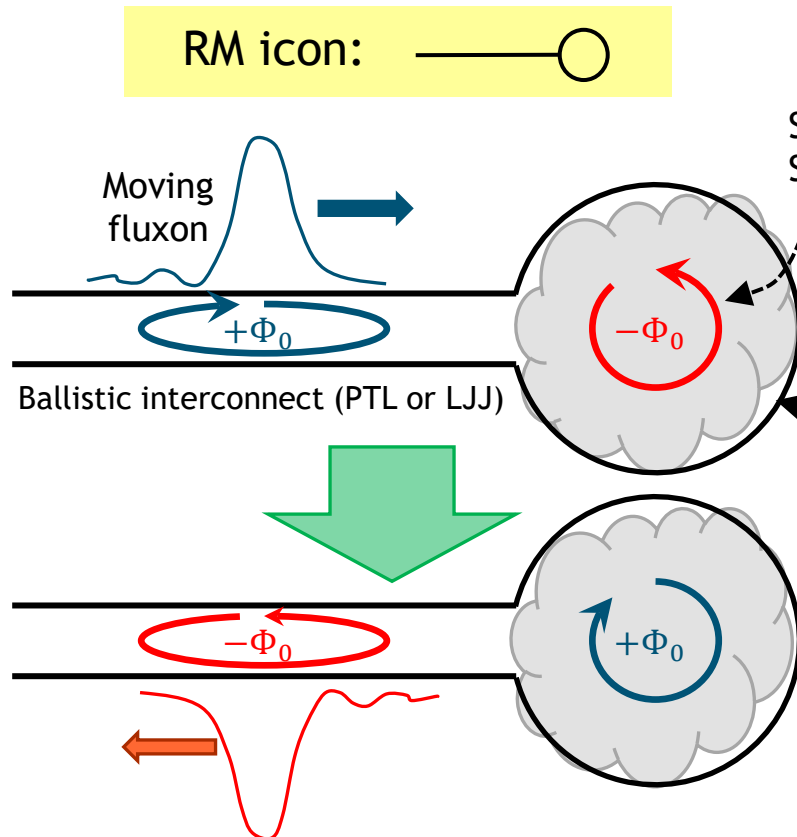 RM icon:
S
S
Moving
fluxon
+Φ₀
−Φ₀
Ballistic interconnect (PTL or LJJ)
−Φ₀
+Φ₀